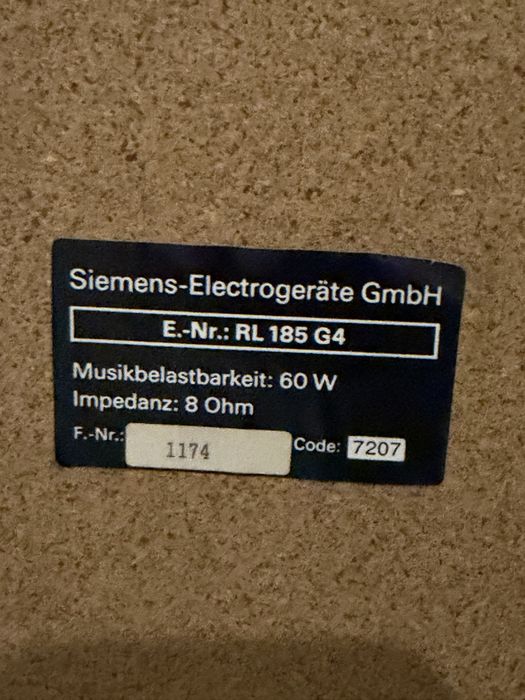 Siemens-Electrogeräte GmbH
E.-Nr.: RL 185 G4
Musikbelastbarkeit: 60 W
Impedanz: 8 Ohm
F.-Nr.: 1174 Code: 7207